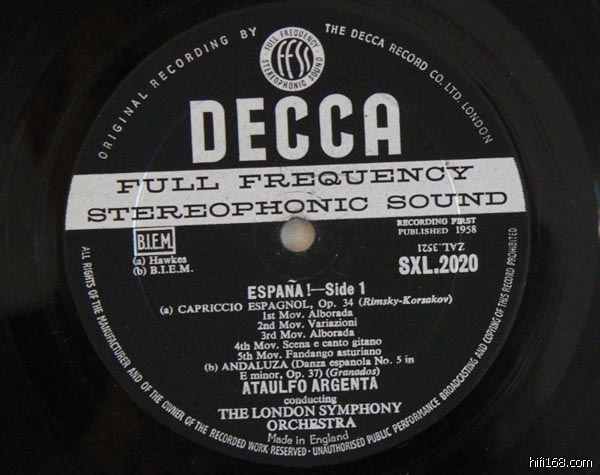 ORIGINAL RECORDING BY THE DECCA RECORD CO. LTD. LONDON
FULL FREQUENCY
FFSS
STEREOPHONIC SOUND
DECCA
FULL FREQUENCY
STEREOPHONIC SOUND
RECORDING FIRST
PUBLISHED 1958
B.I.E.M.
ZAL.3521
(a) Hawkes
(b) B.I.E.M.
SXL.2020
ESPAÑA!—Side 1
(a) CAPRICCIO ESPAGNOL, Op. 34 (Rimsky-Korsakov)
1st Mov. Alborada
2nd Mov. Variazioni
3rd Mov. Alborada
4th Mov. Scena e canto gitano
5th Mov. Fandango asturiano
(b) ANDALUZA (Danza espanola No. 5 in
E minor, Op. 37) (Granados)
ATAULFO ARGENTA
conducting
THE LONDON SYMPHONY
ORCHESTRA
Made in England
ALL RIGHTS OF THE MANUFACTURER AND OF THE OWNER OF THE RECORDED WORK RESERVED · UNAUTHORISED PUBLIC PERFORMANCE BROADCASTING AND COPYING OF THIS RECORD PROHIBITED
hifi168.com